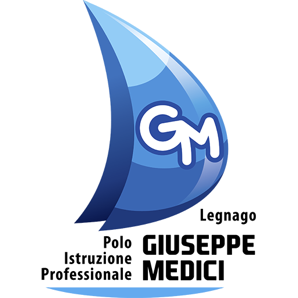 GM
Legnago
Polo
Istruzione
Professionale
GIUSEPPE
MEDICI